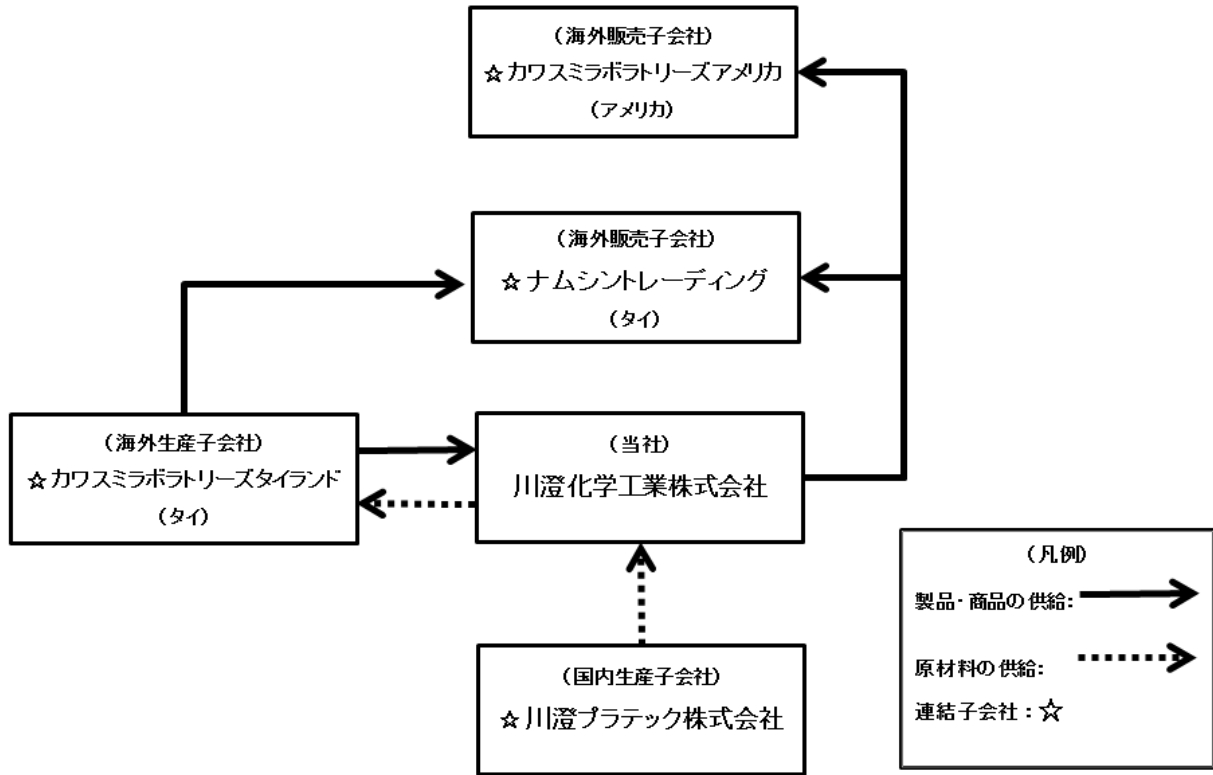 (海外販売子会社)
☆カワスミラボラトリーズアメリカ
(アメリカ)
(海外販売子会社)
☆ナムシントレーディング
(タイ)
(海外生産子会社)
☆カワスミラボラトリーズタイランド
(タイ)
(当社)
川澄化学工業株式会社
(国内生産子会社)
☆川澄プラテック株式会社
(凡例)
製品・商品の供給:
原材料の供給:
連結子会社:☆